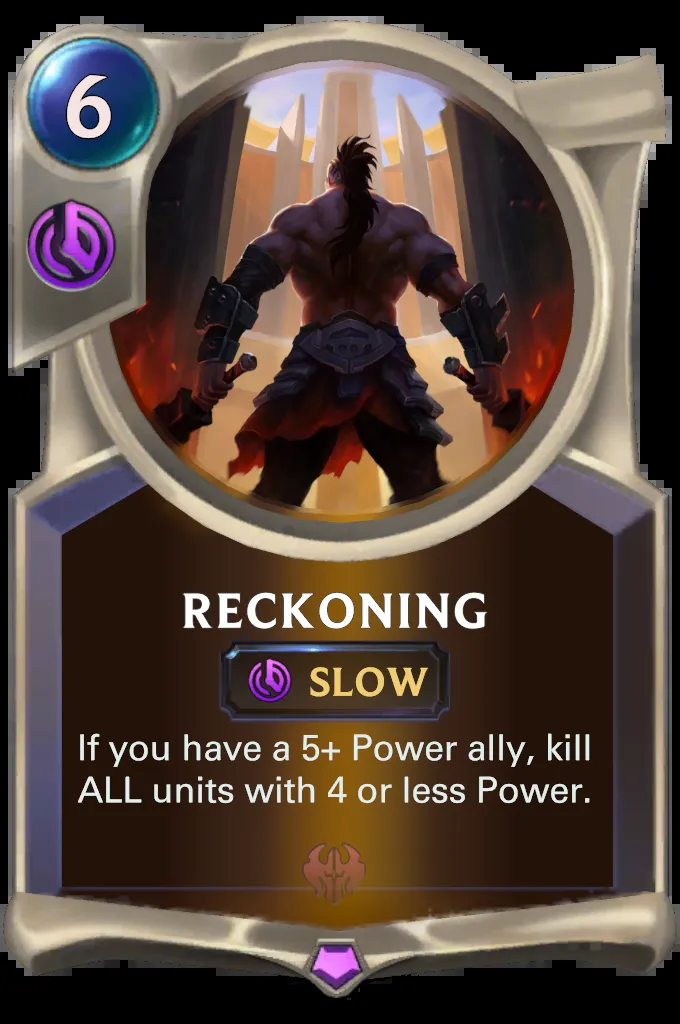 6
RECKONING
SLOW
If you have a 5+ Power ally, kill
ALL units with 4 or less Power.